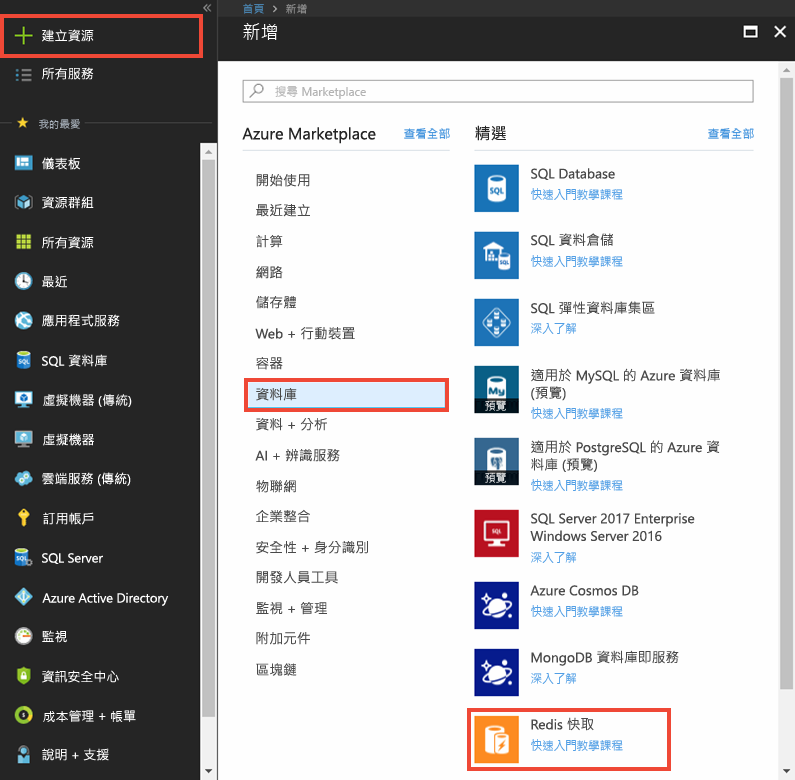 首頁 > 新增
新增
建立資源
所有服務
我的最愛
儀表板
資源群組
所有資源
最近
應用程式服務
SQL 資料庫
虛擬機器 (傳統)
虛擬機器
雲端服務 (傳統)
訂用帳戶
SQL Server
Azure Active Directory
監視
資訊安全中心
成本管理 + 帳單
說明 + 支援
搜尋 Marketplace
Azure Marketplace 查看全部
開始使用
最近建立
計算
網路
儲存體
Web + 行動裝置
容器
資料庫
資料 + 分析
AI + 辨識服務
物聯網
企業整合
安全性 + 身分識別
開發人員工具
監視 + 管理
附加元件
區塊鏈
精選 查看全部
SQL
SQL Database
快速入門教學課程
SQL
SQL 資料倉儲
快速入門教學課程
SQL 彈性資料庫集區
深入了解
My
預覽
適用於 MySQL 的 Azure 資料庫
(預覽)
快速入門教學課程
預覽
適用於 PostgreSQL 的 Azure 資
料庫 (預覽)
快速入門教學課程
SQL
SQL Server 2017 Enterprise
Windows Server 2016
深入了解
Azure Cosmos DB
快速入門教學課程
MongoDB 資料庫即服務
深入了解
Redis 快取
快速入門教學課程